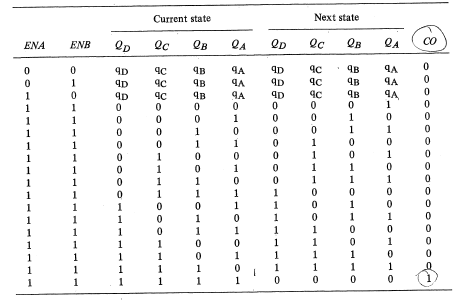 Current state Next state
ENA ENB Q_D Q_C Q_B Q_A Q_D Q_C Q_B Q_A CO
0 0 q_D q_C q_B q_A q_D q_C q_B q_A 0
0 1 q_D q_C q_B q_A q_D q_C q_B q_A 0
1 0 q_D q_C q_B q_A q_D q_C q_B q_A 0
1 1 0 0 0 0 0 0 0 1 0
1 1 0 0 0 1 0 0 1 0 0
1 1 0 0 1 0 0 0 1 1 0
1 1 0 0 1 1 0 1 0 0 0
1 1 0 1 0 0 0 1 0 1 0
1 1 0 1 0 1 0 1 1 0 0
1 1 0 1 1 0 0 1 1 1 0
1 1 0 1 1 1 1 0 0 0 0
1 1 1 0 0 0 1 0 0 1 0
1 1 1 0 0 1 1 0 1 0 0
1 1 1 0 1 0 1 0 1 1 0
1 1 1 0 1 1 1 1 0 0 0
1 1 1 1 0 0 1 1 0 1 0
1 1 1 1 0 1 1 1 1 0 0
1 1 1 1 1 0 1 1 1 1 0
1 1 1 1 1 1 0 0 0 0 1